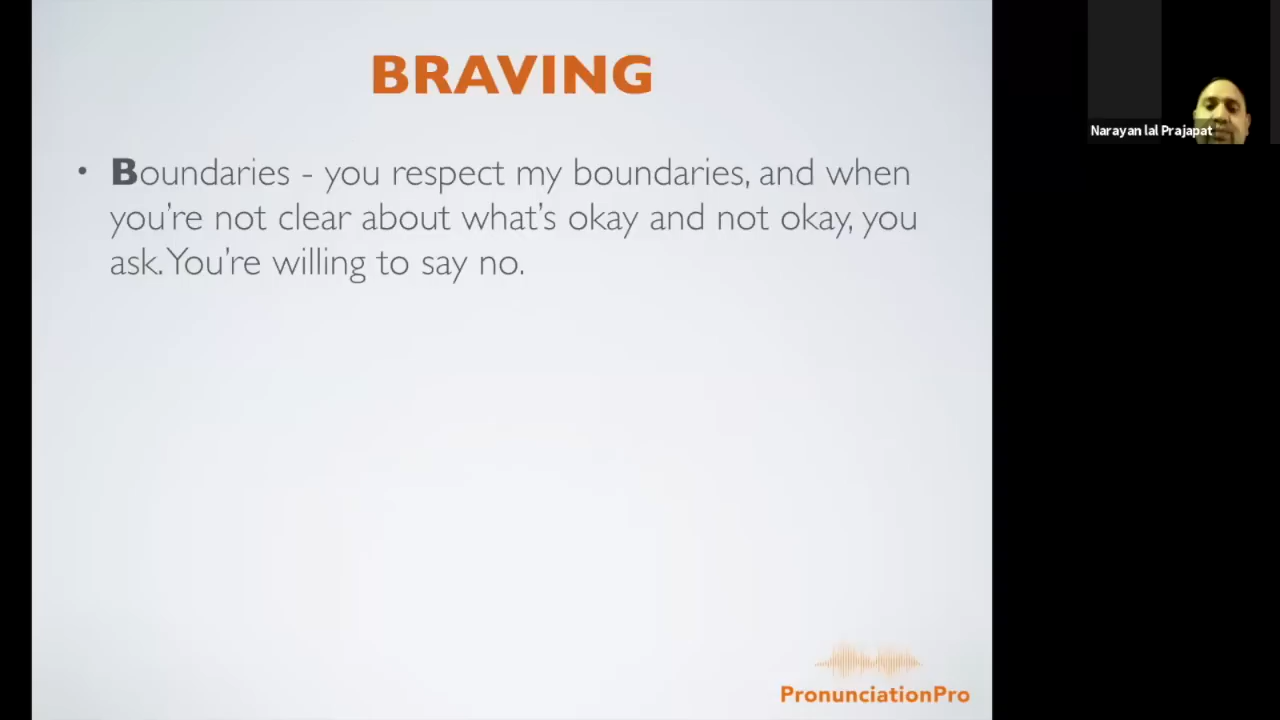 BRAVING
• Boundaries - you respect my boundaries, and when
you're not clear about what's okay and not okay, you
ask. You're willing to say no.
Narayan lal Prajapat
PronunciationPro